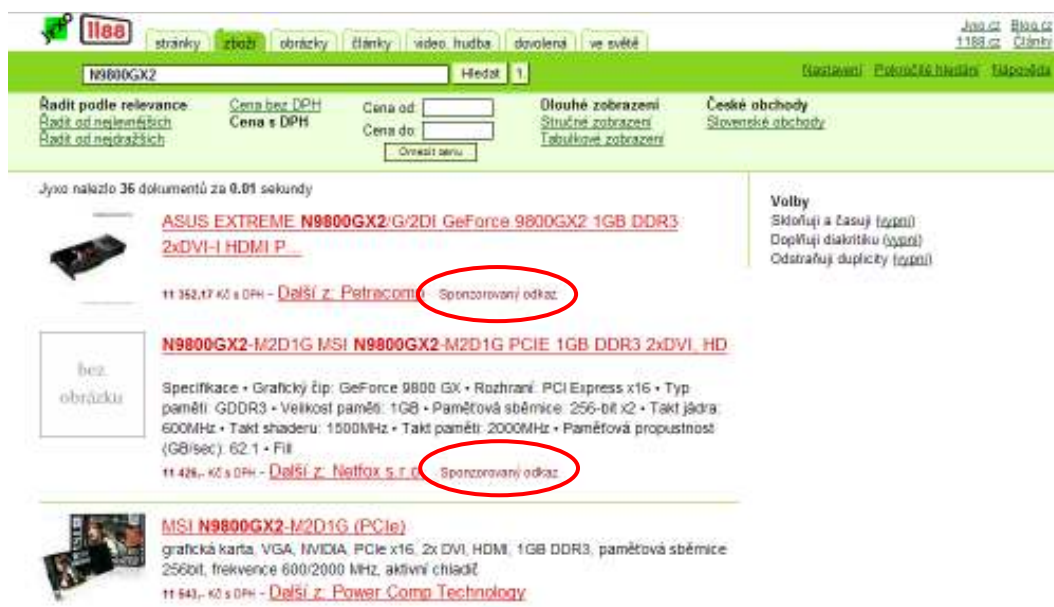 jyxo 1188
stránky zboží obrázky články video, hudba dovolená ve světě
Jyxo.cz Blog.cz
1188.cz Články
N9800GX2 Hledat
Nastavení Pokročilé hledání Nápověda
Řadit podle relevance Cena bez DPH Cena od: Dlouhé zobrazení České obchody
Řadit od nejlevnějších Cena s DPH Stručné zobrazení Slovenské obchody
Řadit od nejdražších Cena do: Tabulkové zobrazení
Omezit cenu
Jyxo nalezlo 36 dokumentů za 0.01 sekundy
Volby
Skloňuji a časuji (vypni)
Doplňuji diakritiku (vypni)
Odstraňuji duplicity (vypni)
ASUS EXTREME N9800GX2/G/2DI GeForce 9800GX2 1GB DDR3
2xDVI-I HDMI P...
11 352,17 Kč s DPH - Další z: Petracomp Sponzorovaný odkaz
bez
obrázku
N9800GX2-M2D1G MSI N9800GX2-M2D1G PCIE 1GB DDR3 2xDVI, HD
Specifikace • Grafický čip: GeForce 9800 GX • Rozhraní: PCI Express x16 • Typ
paměti: GDDR3 • Velikost paměti: 1GB • Paměťová sběrnice: 256-bit x2 • Takt jádra:
600MHz • Takt shaderu: 1500MHz • Takt paměti: 2000MHz • Paměťová propustnost
(GB/sec): 62.1 • Fill
11 426,- Kč s DPH - Další z: Netfox s.r.o. Sponzorovaný odkaz
MSI N9800GX2-M2D1G (PCIe)
grafická karta, VGA, NVIDIA, PCIe x16, 2x DVI, HDMI, 1GB DDR3, paměťová sběrnice
256bit, frekvence 600/2000 MHz, aktivní chladič
11 643,- Kč s DPH - Další z: Power Comp Technology